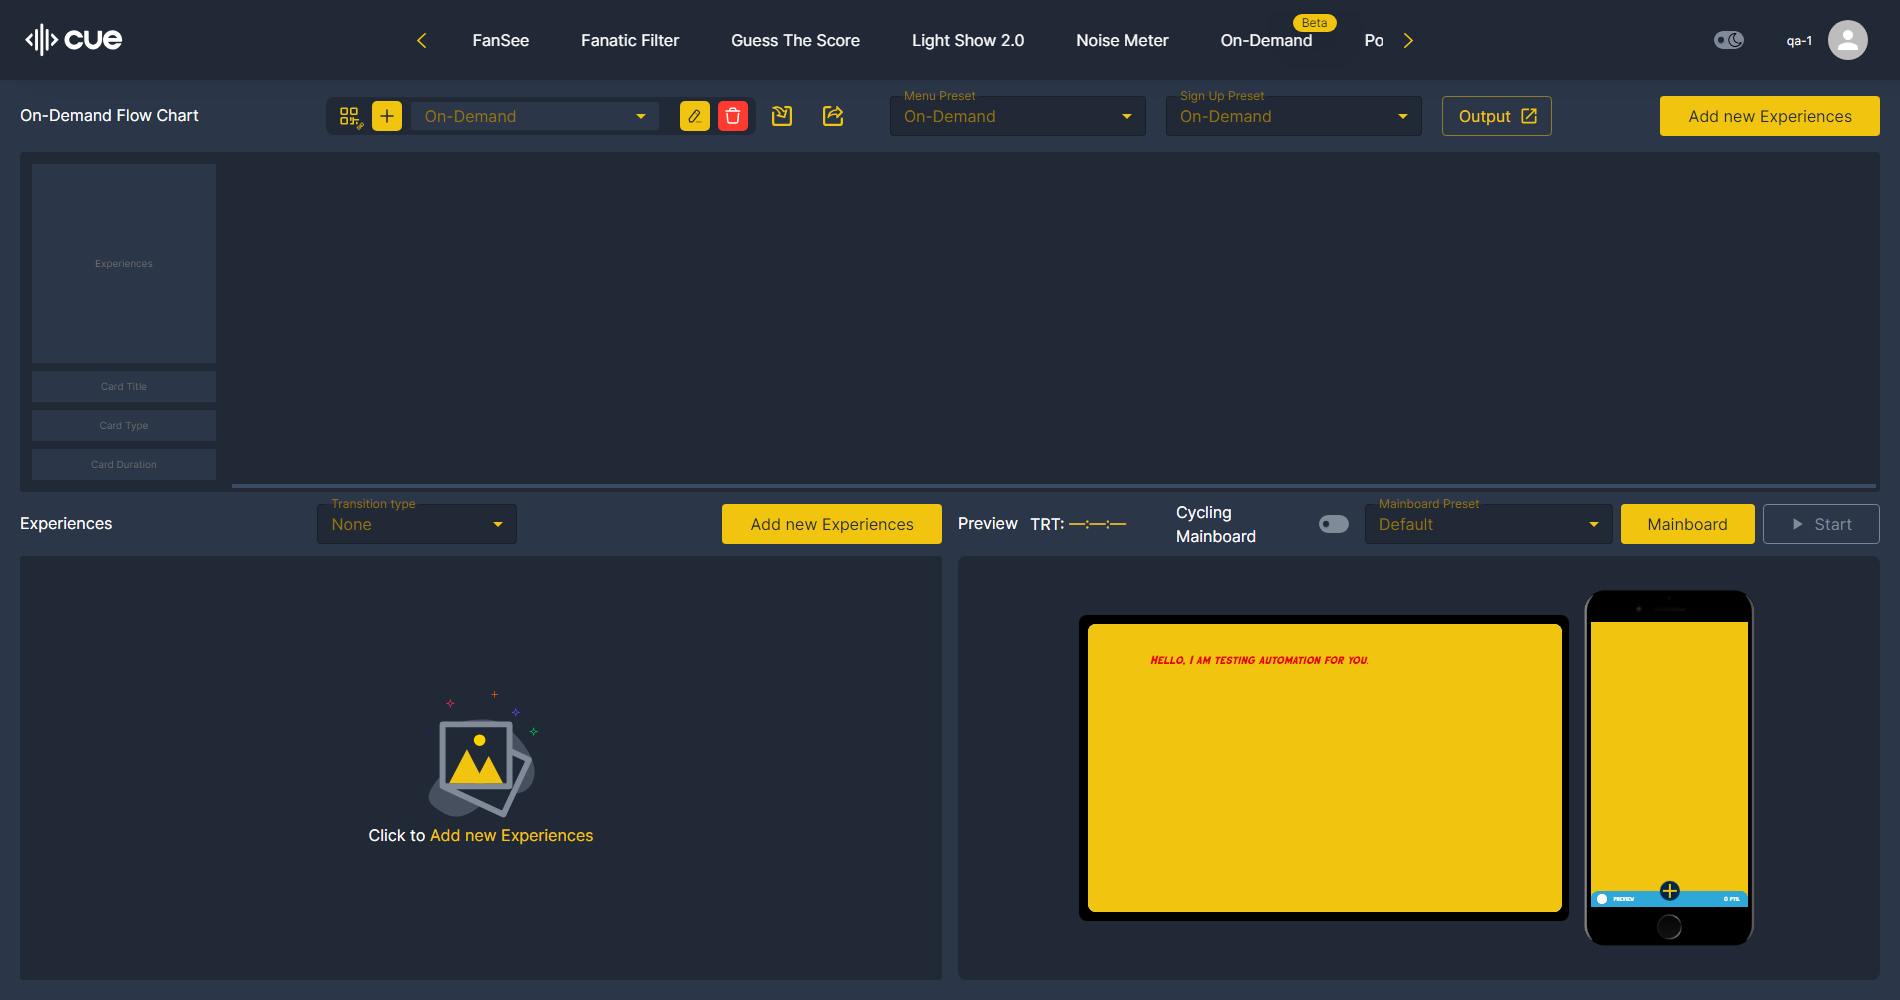 cue
FanSee
Fanatic Filter
Guess The Score
Light Show 2.0
Noise Meter
On-Demand
Beta
Po
qa-1
On-Demand Flow Chart
On-Demand
Menu Preset
On-Demand
Sign Up Preset
On-Demand
Output
Add new Experiences
Experiences
Card Title
Card Type
Card Duration
Experiences
Transition type
None
Add new Experiences
Preview
TRT: —:—:—
Cycling
Mainboard
Mainboard Preset
Default
Mainboard
Start
Click to Add new Experiences
Hello, I am testing automation for you.
PREVIEW
0 PTS.